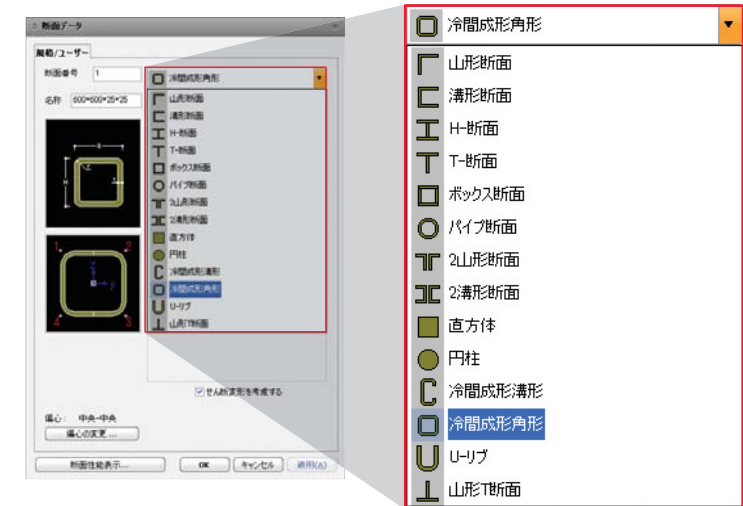 断面データ
規格/ユーザー
断面番号 1
冷間成形角形
名称 600*600*25*25
山形断面
溝形断面
H-断面
T-断面
ボックス断面
パイプ断面
2山形断面
2溝形断面
直方体
円柱
冷間成形溝形
冷間成形角形
U-リブ
山形T断面
1 2
4 3
せん断変形を考慮する
偏心: 中央-中央
偏心の変更...
断面性能表示... OK キャンセル 適用(A)
冷間成形角形
山形断面
溝形断面
H-断面
T-断面
ボックス断面
パイプ断面
2山形断面
2溝形断面
直方体
円柱
冷間成形溝形
冷間成形角形
U-リブ
山形T断面